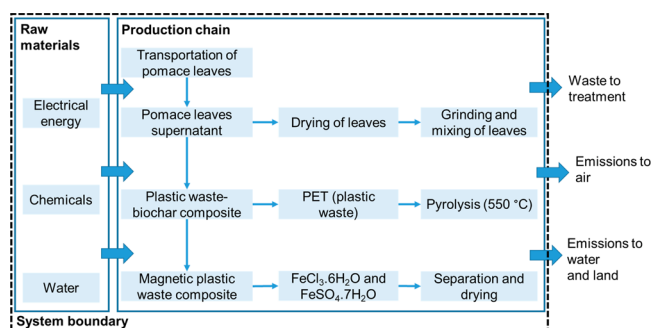 Raw
materials
Production chain
Transportation of
pomace leaves
Waste to
treatment
Electrical
energy
Pomace leaves
supernatant
Drying of leaves
Grinding and
mixing of leaves
Emissions to
air
Chemicals
Plastic waste-
biochar composite
PET (plastic
waste)
Pyrolysis (550 °C)
Emissions to
water
and land
Water
Magnetic plastic
waste composite
FeCl₃.6H₂O and
FeSO₄.7H₂O
Separation and
drying
System boundary